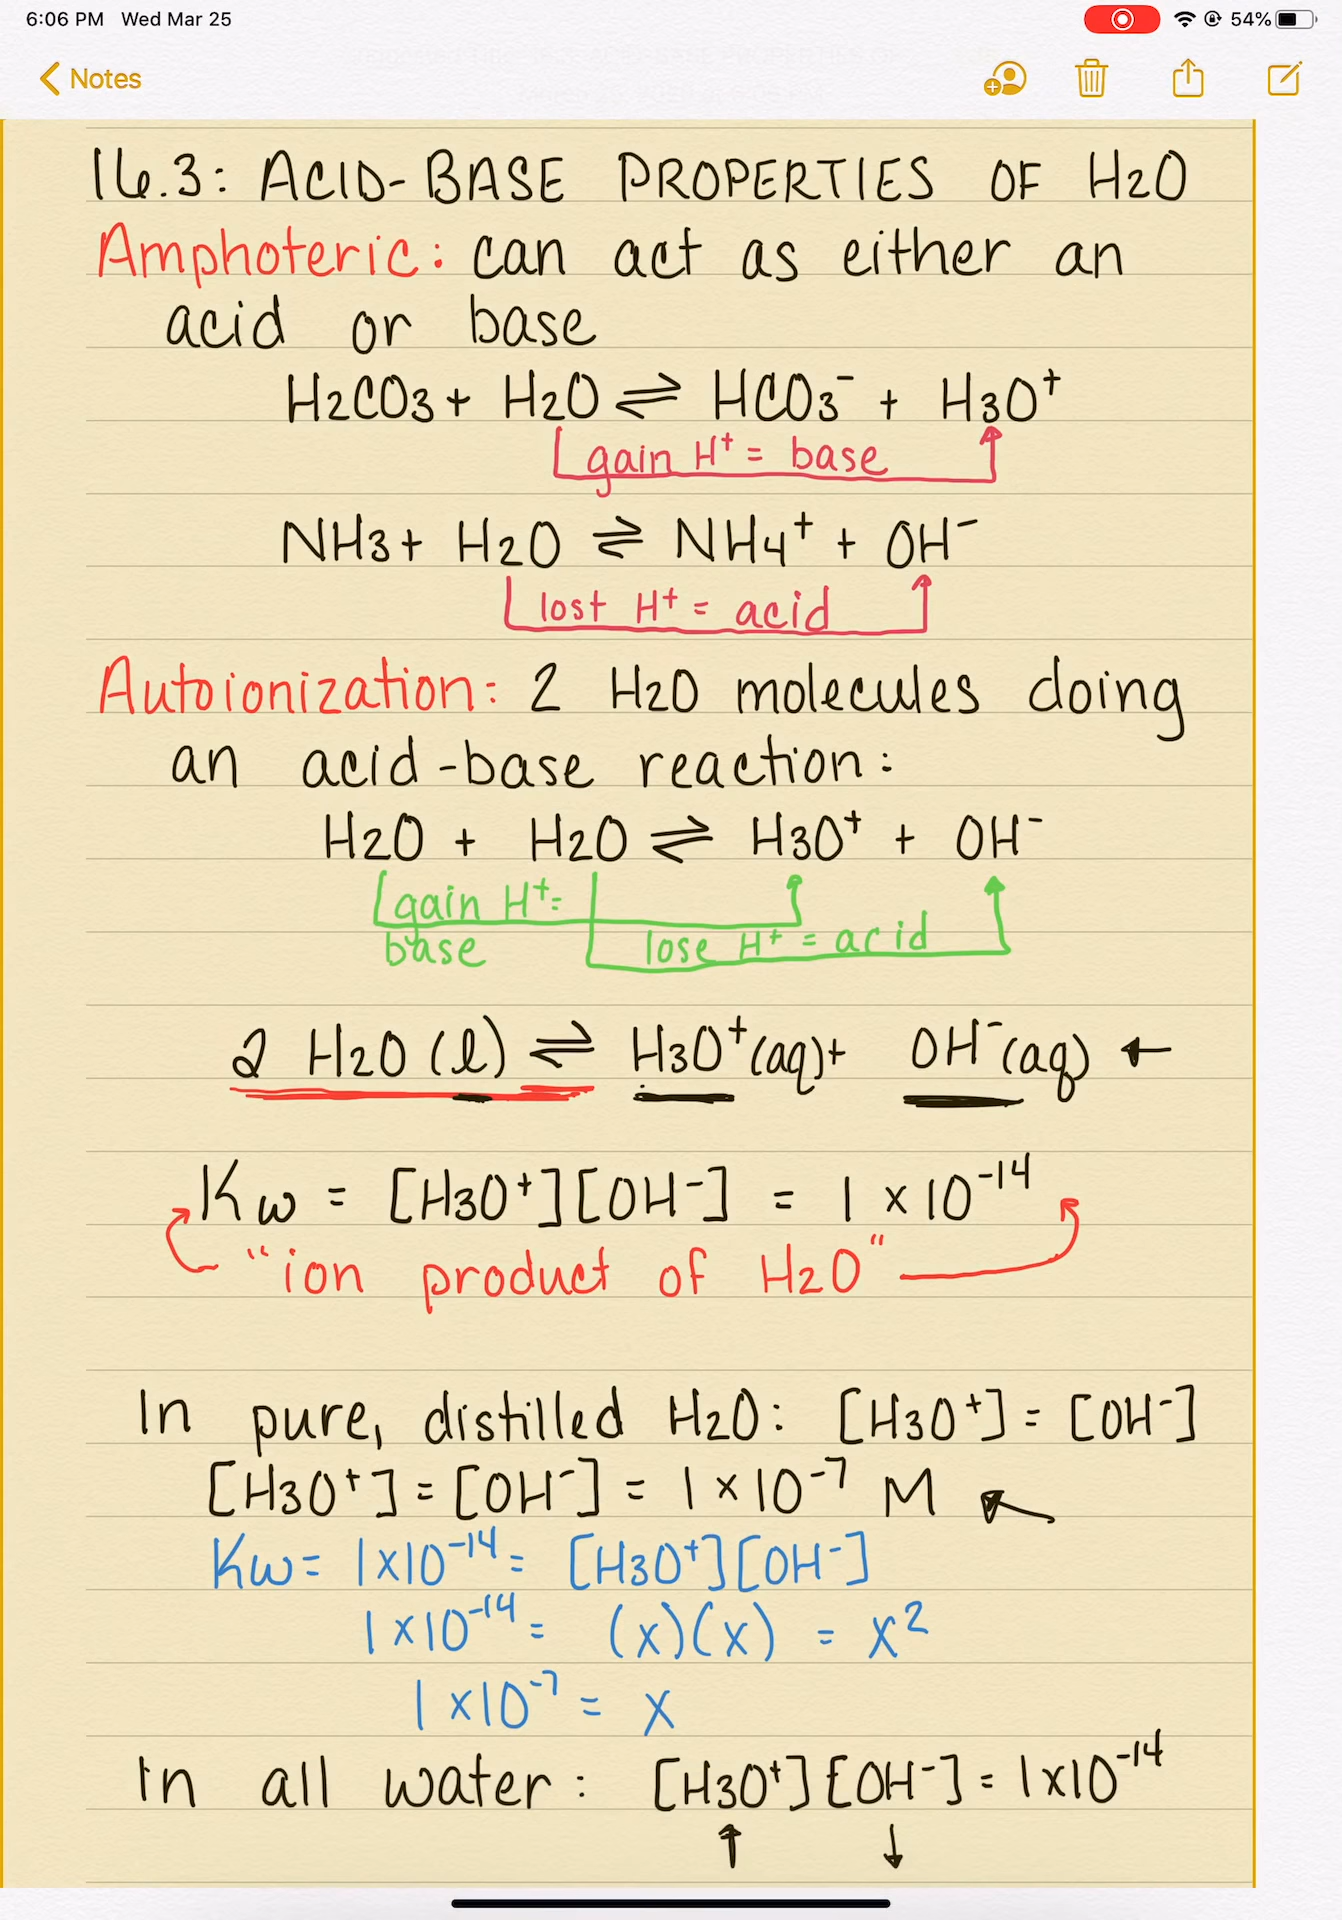 6:06 PM Wed Mar 25 54%
Notes
16.3: ACID-BASE PROPERTIES OF H2O
Amphoteric: can act as either an
acid or base
H2CO3 + H2O ⇌ HCO3⁻ + H3O⁺
gain H⁺ = base
NH3 + H2O ⇌ NH4⁺ + OH⁻
lost H⁺ = acid
Autoionization: 2 H2O molecules doing
an acid-base reaction:
H2O + H2O ⇌ H3O⁺ + OH⁻
gain H⁺ =
base lose H⁺ = acid
2 H2O (l) ⇌ H3O⁺(aq) + OH⁻(aq) ←
Kw = [H3O⁺][OH⁻] = 1 x 10⁻¹⁴
"ion product of H2O"
In pure, distilled H2O: [H3O⁺] = [OH⁻]
[H3O⁺] = [OH⁻] = 1 x 10⁻⁷ M
Kw = 1x10⁻¹⁴ = [H3O⁺][OH⁻]
1 x 10⁻¹⁴ = (x)(x) = x²
1 x 10⁻⁷ = x
In all water: [H3O⁺][OH⁻] = 1x10⁻¹⁴
↑ ↓